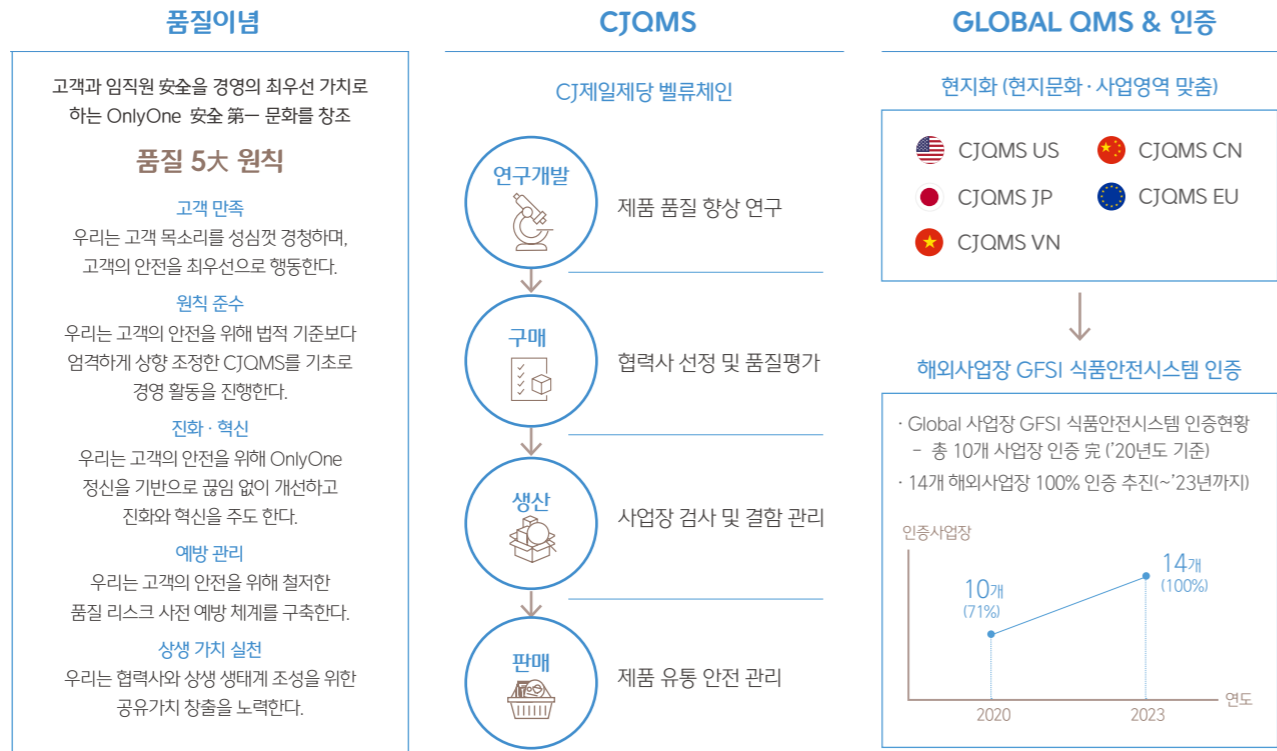 품질이념
고객과 임직원 安全을 경영의 최우선 가치로
하는 OnlyOne 安全 第一 문화를 창조
품질 5大 원칙
고객 만족
우리는 고객 목소리를 성심껏 경청하며,
고객의 안전을 최우선으로 행동한다.
원칙 준수
우리는 고객의 안전을 위해 법적 기준보다
엄격하게 상향 조정한 CJQMS를 기초로
경영 활동을 진행한다.
진화 · 혁신
우리는 고객의 안전을 위해 OnlyOne
정신을 기반으로 끊임 없이 개선하고
진화와 혁신을 주도 한다.
예방 관리
우리는 고객의 안전을 위해 철저한
품질 리스크 사전 예방 체계를 구축한다.
상생 가치 실천
우리는 협력사와 상생 생태계 조성을 위한
공유가치 창출을 노력한다.
CJQMS
CJ제일제당 벨류체인
연구개발
제품 품질 향상 연구
구매
협력사 선정 및 품질평가
생산
사업장 검사 및 결함 관리
판매
제품 유통 안전 관리
GLOBAL QMS & 인증
현지화 (현지문화 · 사업영역 맞춤)
CJQMS US
CJQMS CN
CJQMS JP
CJQMS EU
CJQMS VN
해외사업장 GFSI 식품안전시스템 인증
· Global 사업장 GFSI 식품안전시스템 인증현황
- 총 10개 사업장 인증 完 ('20년도 기준)
· 14개 해외사업장 100% 인증 추진(~'23년까지)
인증사업장
10개
(71%)
14개
(100%)
2020
2023
연도